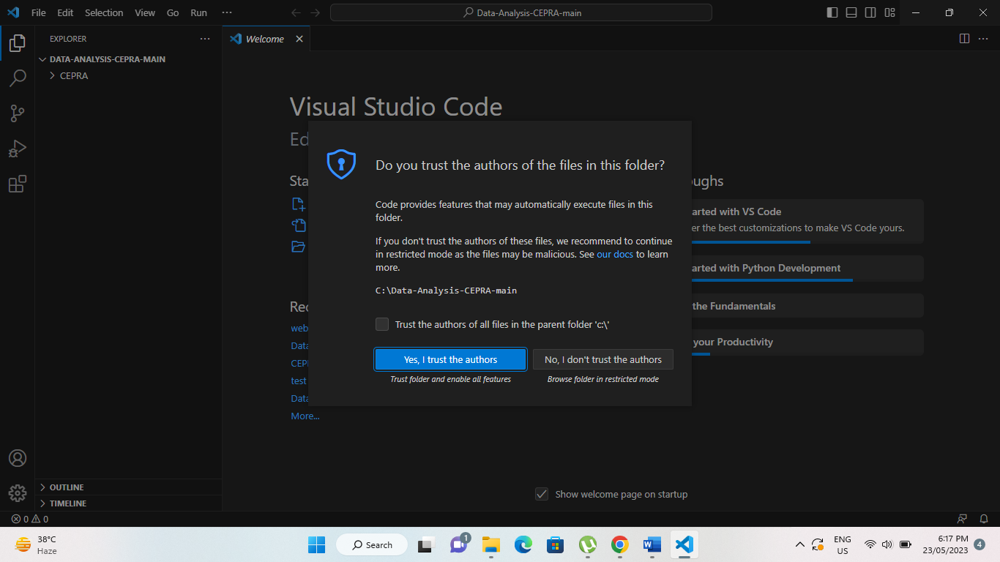 File Edit Selection View Go Run ···
Data-Analysis-CEPRA-main
EXPLORER
Welcome
DATA-ANALYSIS-CEPRA-MAIN
CEPRA
Visual Studio Code
Ed
Sta
oughs
Do you trust the authors of the files in this folder?
Code provides features that may automatically execute files in this
folder.
If you don't trust the authors of these files, we recommend to continue
in restricted mode as the files may be malicious. See our docs to learn
more.
C:\Data-Analysis-CEPRA-main
Trust the authors of all files in the parent folder 'c:\'
Yes, I trust the authors
No, I don't trust the authors
Trust folder and enable all features
Browse folder in restricted mode
arted with VS Code
er the best customizations to make VS Code yours.
arted with Python Development
the Fundamentals
your Productivity
Rec
web
Data
CEP
test
Data
More...
Show welcome page on startup
OUTLINE
TIMELINE
0 0
38°C
Haze
Search
1
ENG
US
6:17 PM
23/05/2023
4